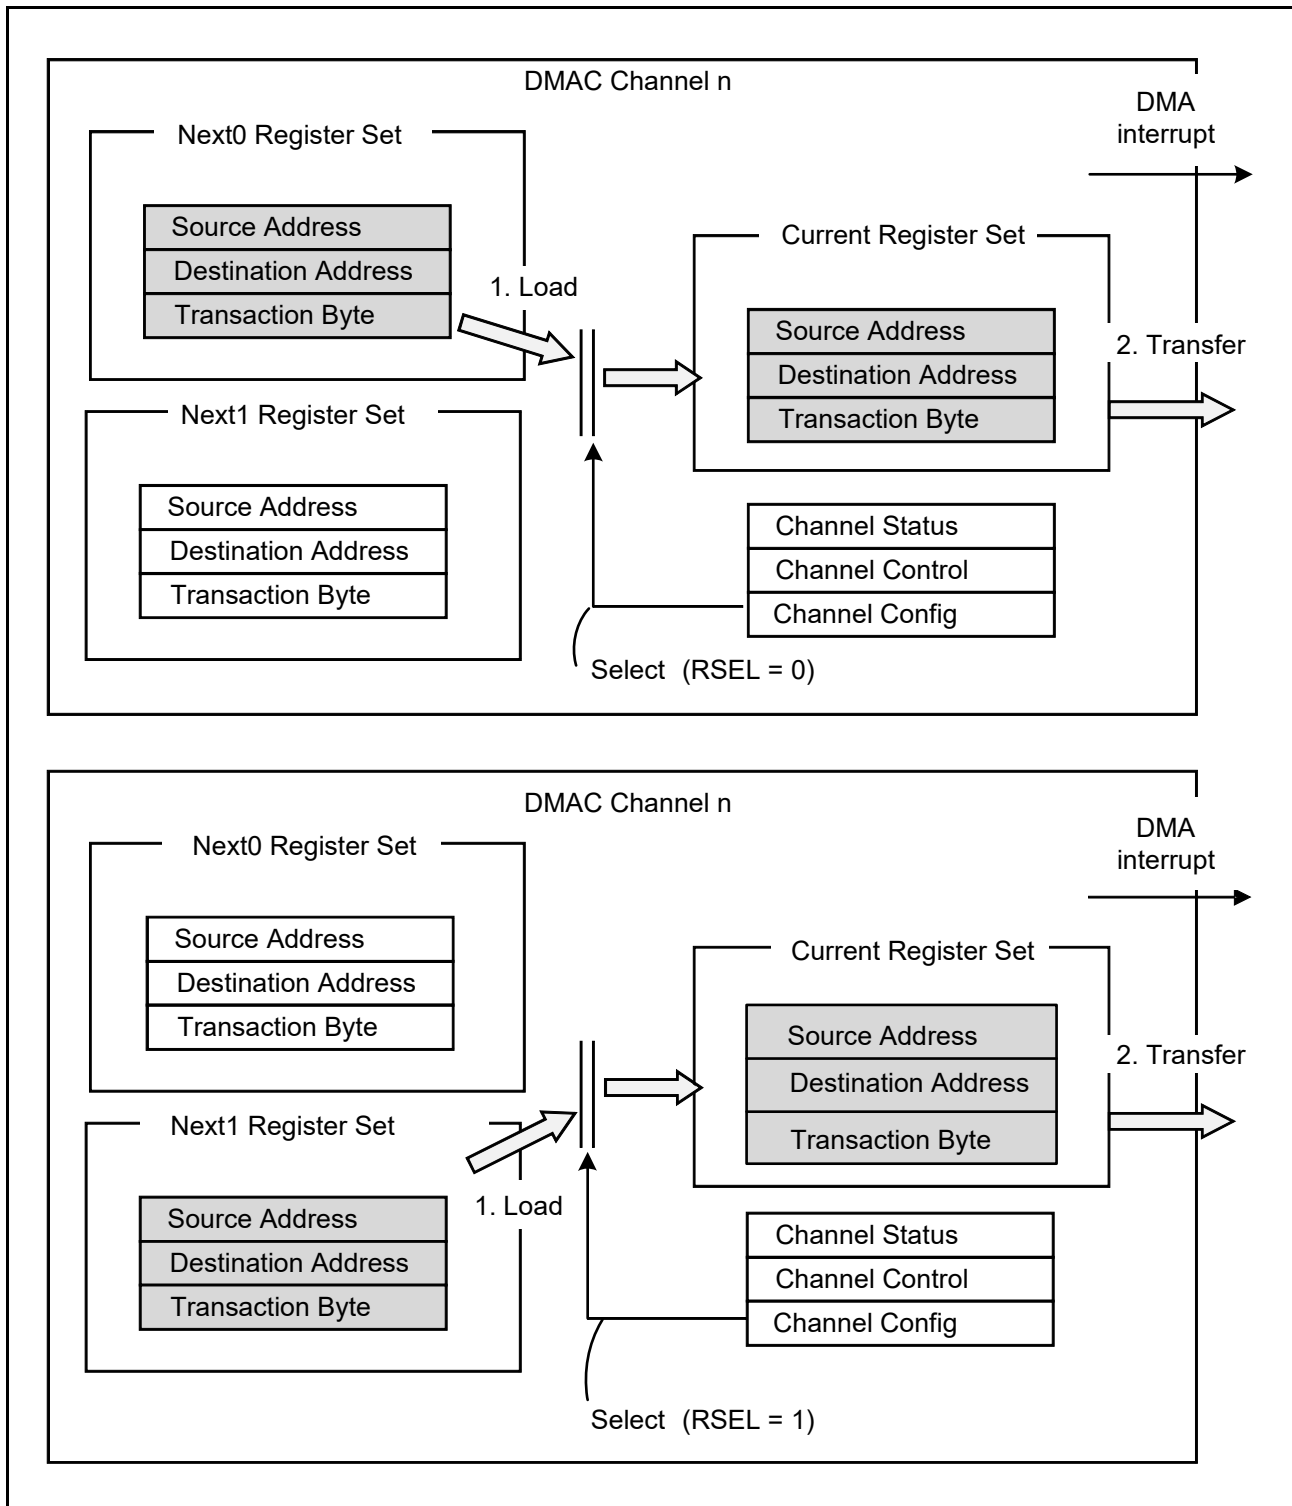 DMAC Channel n
DMA
interrupt
Next0 Register Set
Source Address
Destination Address
Transaction Byte
1. Load
Current Register Set
Source Address
Destination Address
Transaction Byte
2. Transfer
Next1 Register Set
Source Address
Destination Address
Transaction Byte
Channel Status
Channel Control
Channel Config
Select (RSEL = 0)
DMAC Channel n
DMA
interrupt
Next0 Register Set
Source Address
Destination Address
Transaction Byte
Current Register Set
Source Address
Destination Address
Transaction Byte
2. Transfer
Next1 Register Set
1. Load
Source Address
Destination Address
Transaction Byte
Channel Status
Channel Control
Channel Config
Select (RSEL = 1)